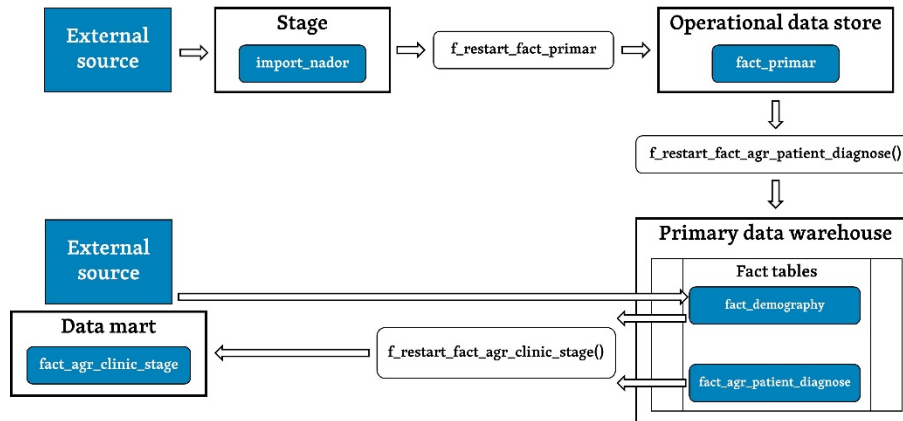 External
source
Stage
import_nador
f_restart_fact_primar
Operational data store
fact_primar
f_restart_fact_agr_patient_diagnose()
External
source
Primary data warehouse
Fact tables
fact_demography
Data mart
fact_agr_clinic_stage
f_restart_fact_agr_clinic_stage()
fact_agr_patient_diagnose